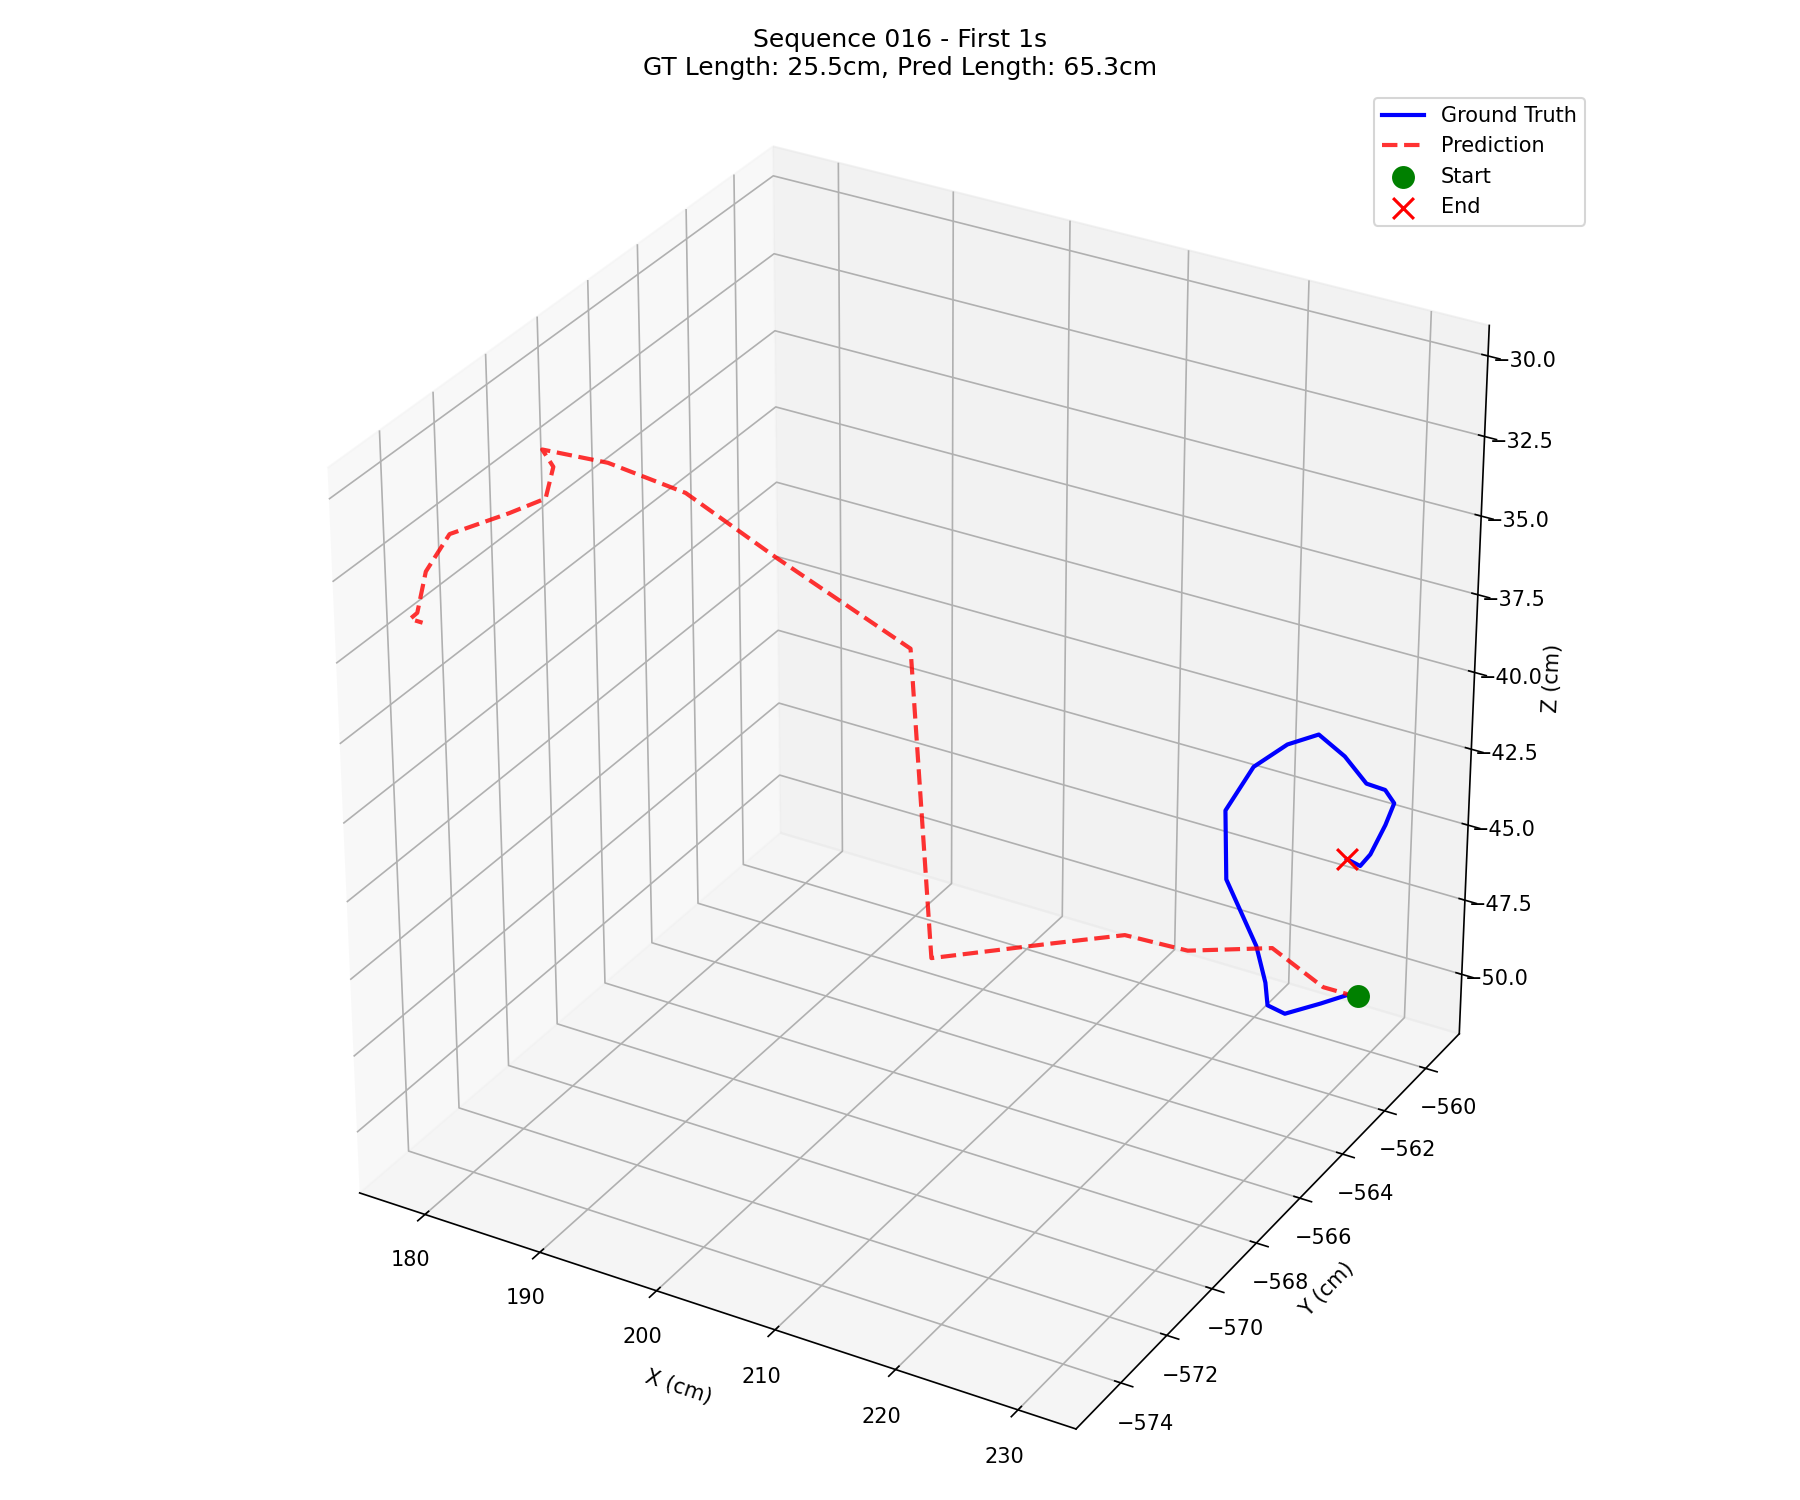 Sequence 016 - First 1s
GT Length: 25.5cm, Pred Length: 65.3cm
Ground Truth
Prediction
Start
End
−30.0
−32.5
−35.0
−37.5
−40.0
−42.5
−45.0
−47.5
−50.0
Z (cm)
−560
−562
−564
−566
−568
−570
−572
−574
Y (cm)
180
190
200
210
220
230
X (cm)